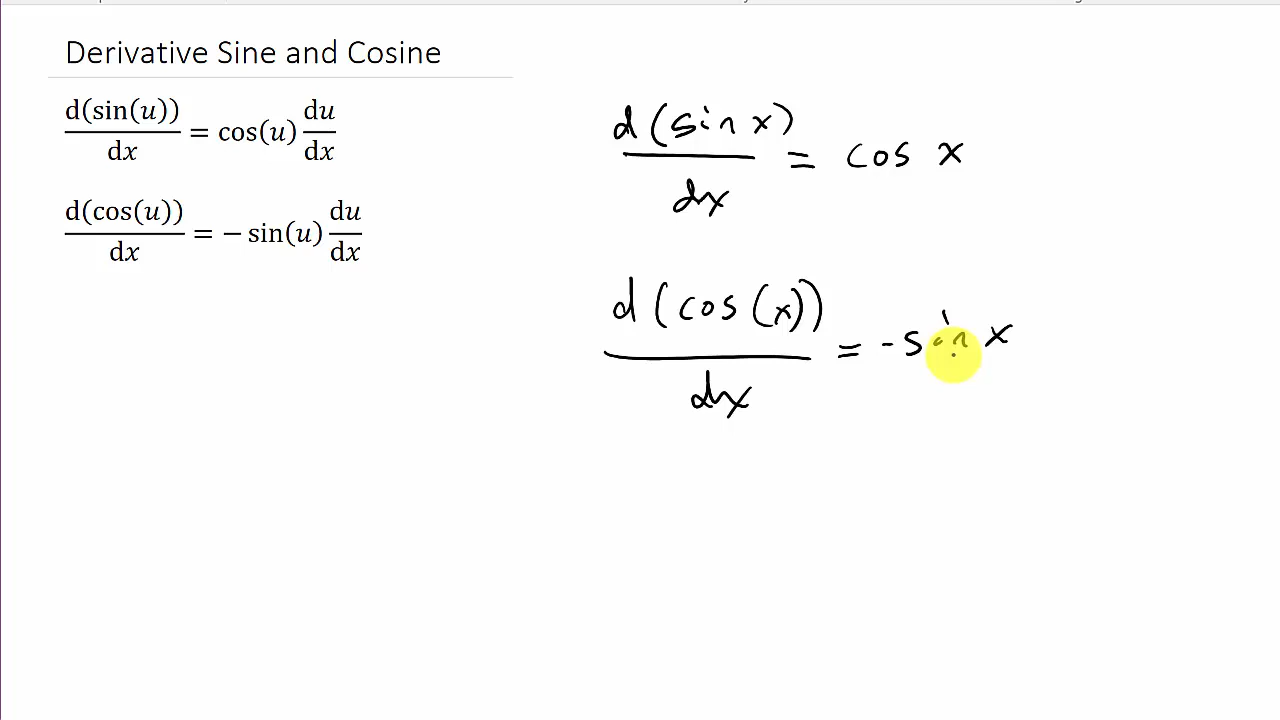 Derivative Sine and Cosine
d(sin(u))/dx = cos(u) du/dx
d(cos(u))/dx = − sin(u) du/dx
d(sin x)/dx = cos x
d(cos(x))/dx = -sin x